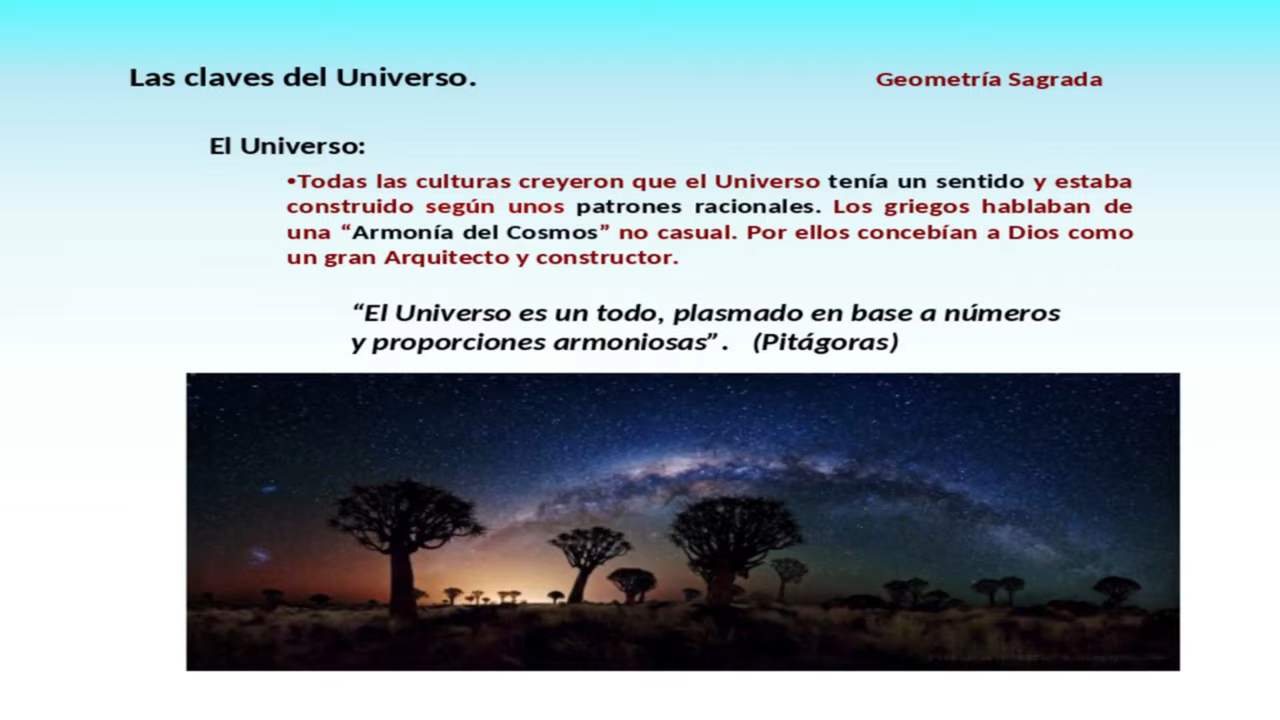 Las claves del Universo.
Geometría Sagrada
El Universo:
•Todas las culturas creyeron que el Universo tenía un sentido y estaba
construido según unos patrones racionales. Los griegos hablaban de
una “Armonía del Cosmos” no casual. Por ellos concebían a Dios como
un gran Arquitecto y constructor.
“El Universo es un todo, plasmado en base a números
y proporciones armoniosas”. (Pitágoras)